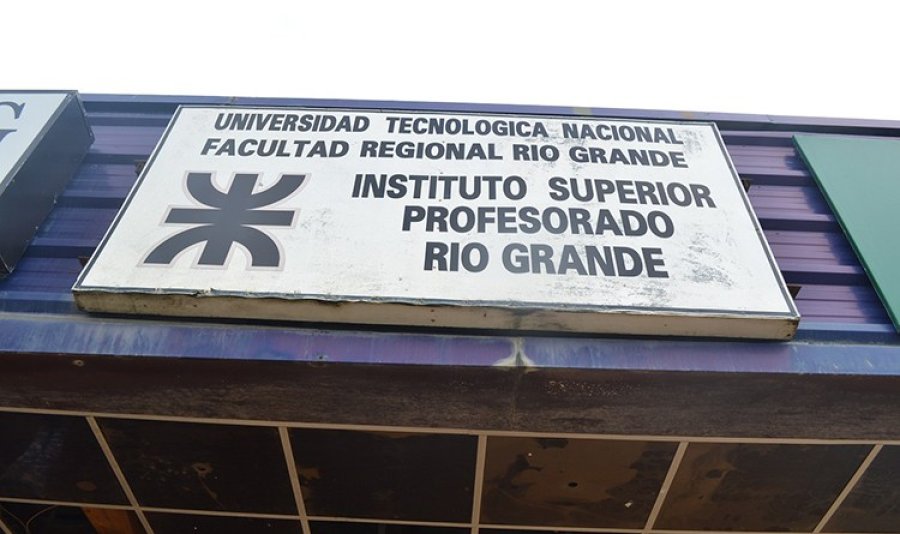 UNIVERSIDAD TECNOLOGICA NACIONAL
FACULTAD REGIONAL RIO GRANDE
INSTITUTO SUPERIOR
PROFESORADO
RIO GRANDE
G